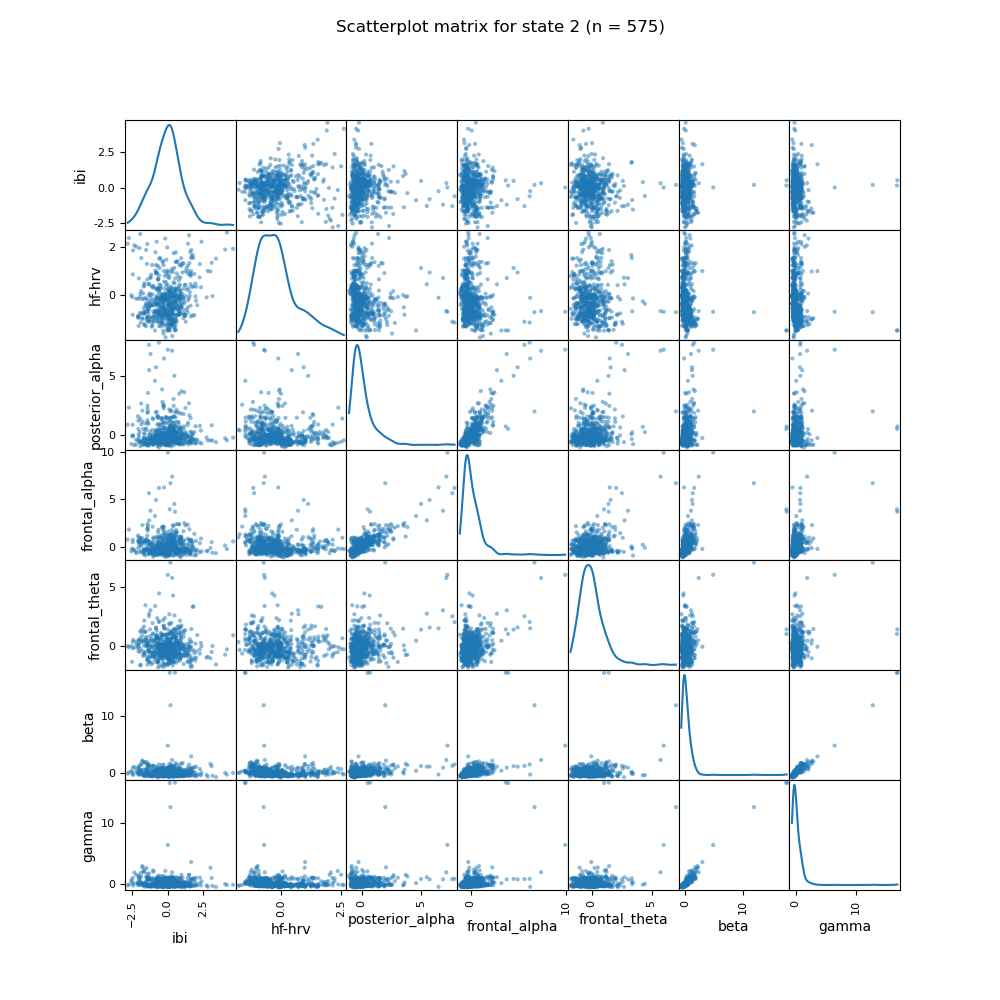 Scatterplot matrix for state 2 (n = 575)
ibi
2.5
0.0
−2.5
hf-hrv
2
0
posterior_alpha
5
0
frontal_alpha
10
5
0
frontal_theta
5
0
beta
10
0
gamma
10
0
−2.5 0.0 2.5 0.0 2.5 0 5 0 10 0 5 0 10 0 10
ibi hf-hrv posterior_alpha frontal_alpha frontal_theta beta gamma